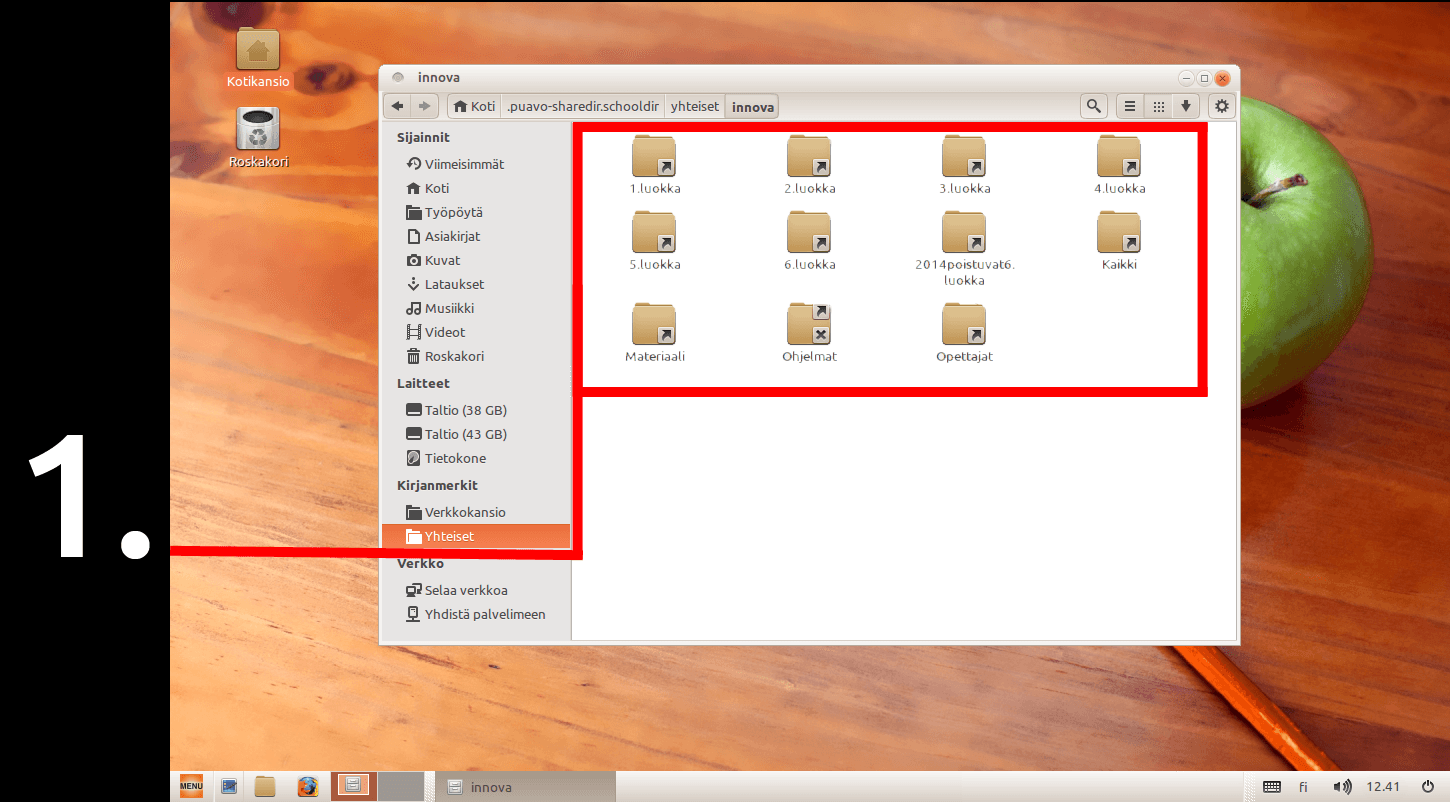 1.
Kotikansio
Roskakori
innova
Koti .puavo-sharedir.schooldir yhteiset innova
Sijainnit
Viimeisimmät
Koti
Työpöytä
Asiakirjat
Kuvat
Lataukset
Musiikki
Videot
Roskakori
Laitteet
Taltio (38 GB)
Taltio (43 GB)
Tietokone
Kirjanmerkit
Verkkokansio
Yhteiset
Verkko
Selaa verkkoa
Yhdistä palvelimeen
1.luokka 2.luokka 3.luokka 4.luokka
5.luokka 6.luokka 2014poistuvat6. Kaikki
luokka
Materiaali Ohjelmat Opettajat
MENU innova fi 12.41